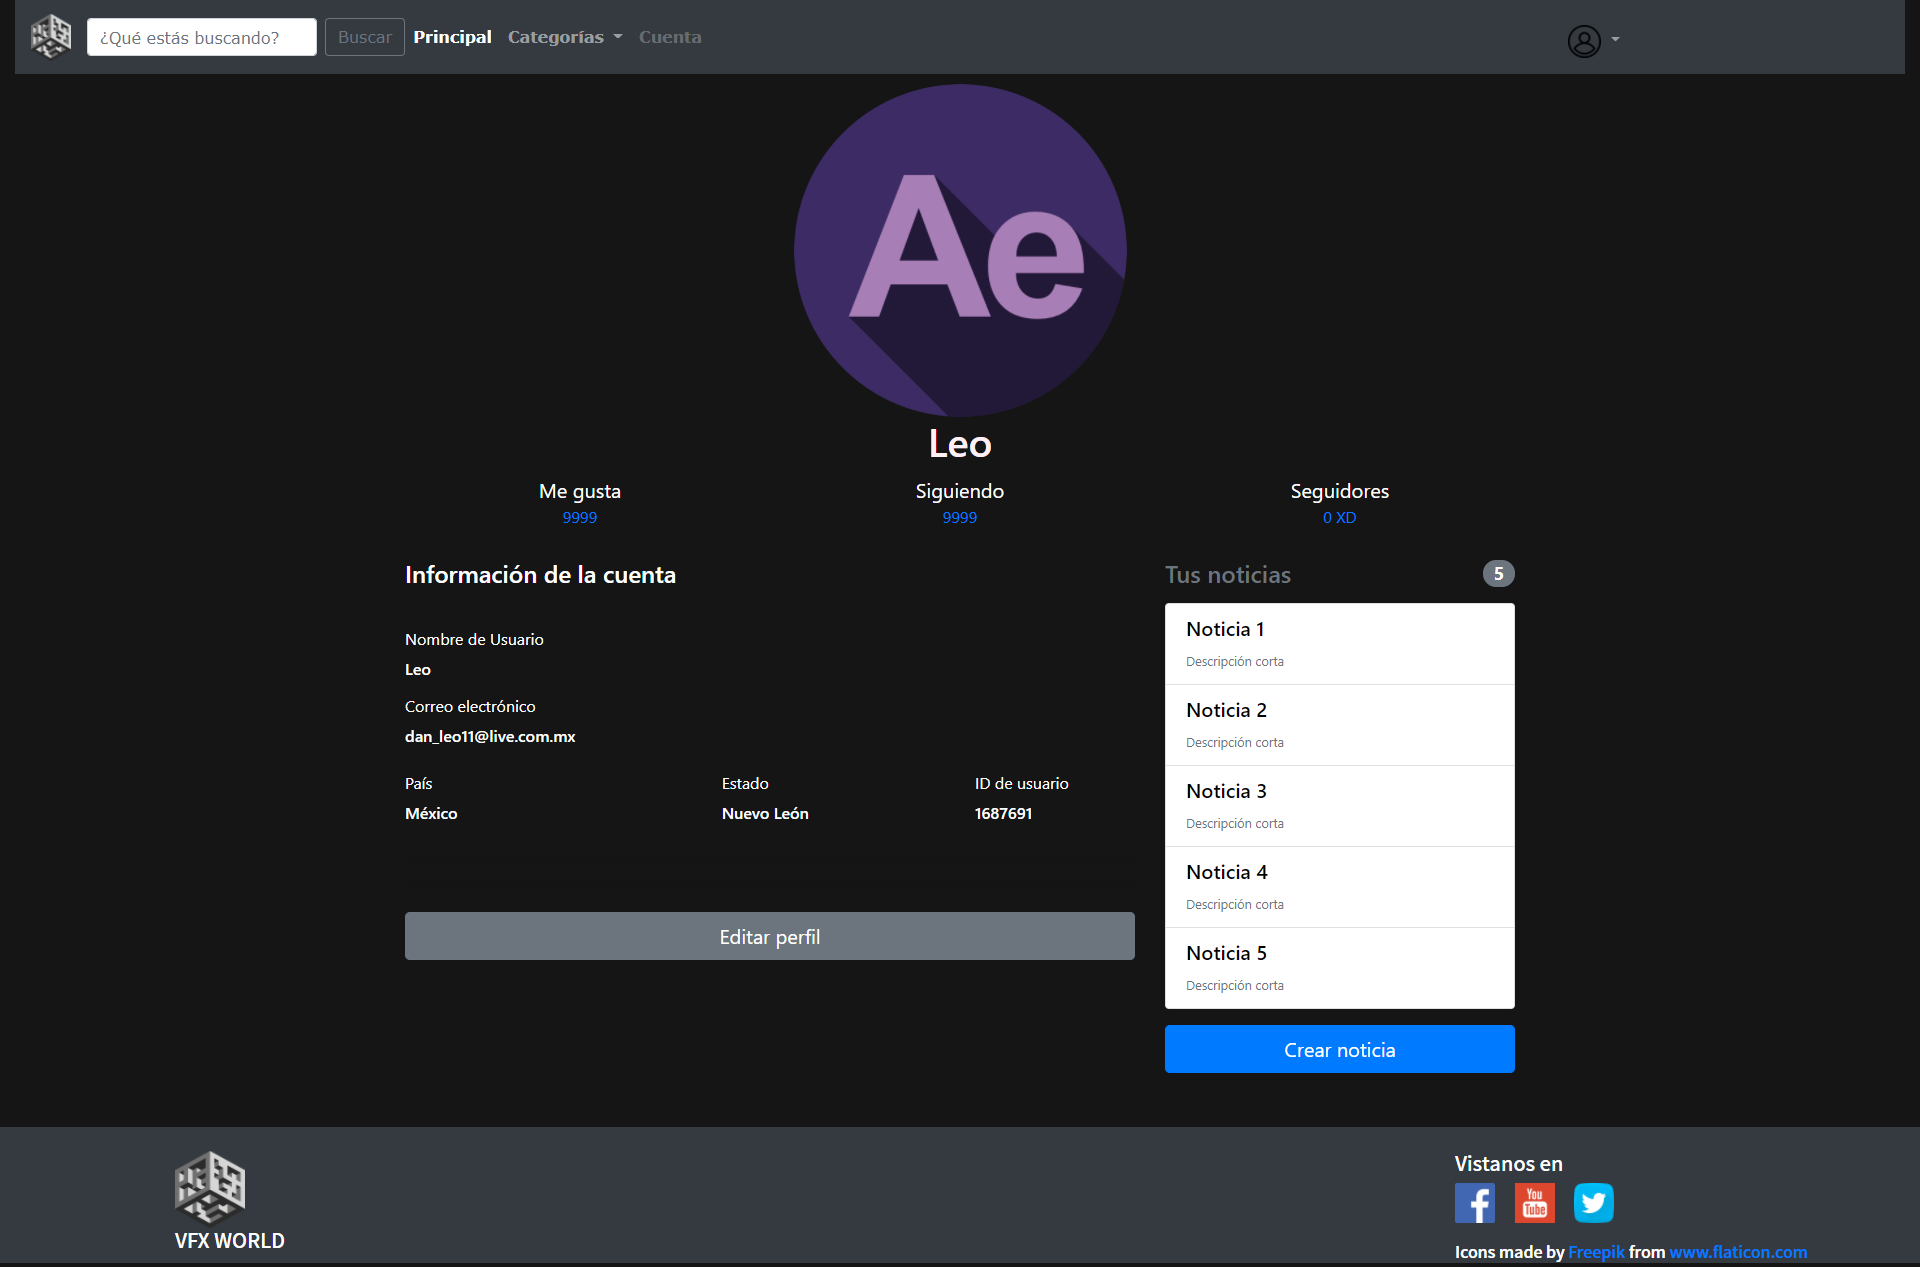 ¿Qué estás buscando? Buscar Principal Categorías Cuenta
Ae
Leo
Me gusta Siguiendo Seguidores
9999 9999 0 XD
Información de la cuenta
Nombre de Usuario
Leo
Correo electrónico
dan_leo11@live.com.mx
País Estado ID de usuario
México Nuevo León 1687691
Editar perfil
Tus noticias 5
Noticia 1
Descripción corta
Noticia 2
Descripción corta
Noticia 3
Descripción corta
Noticia 4
Descripción corta
Noticia 5
Descripción corta
Crear noticia
VFX WORLD
Vistanos en
You
Tube
Icons made by Freepik from www.flaticon.com